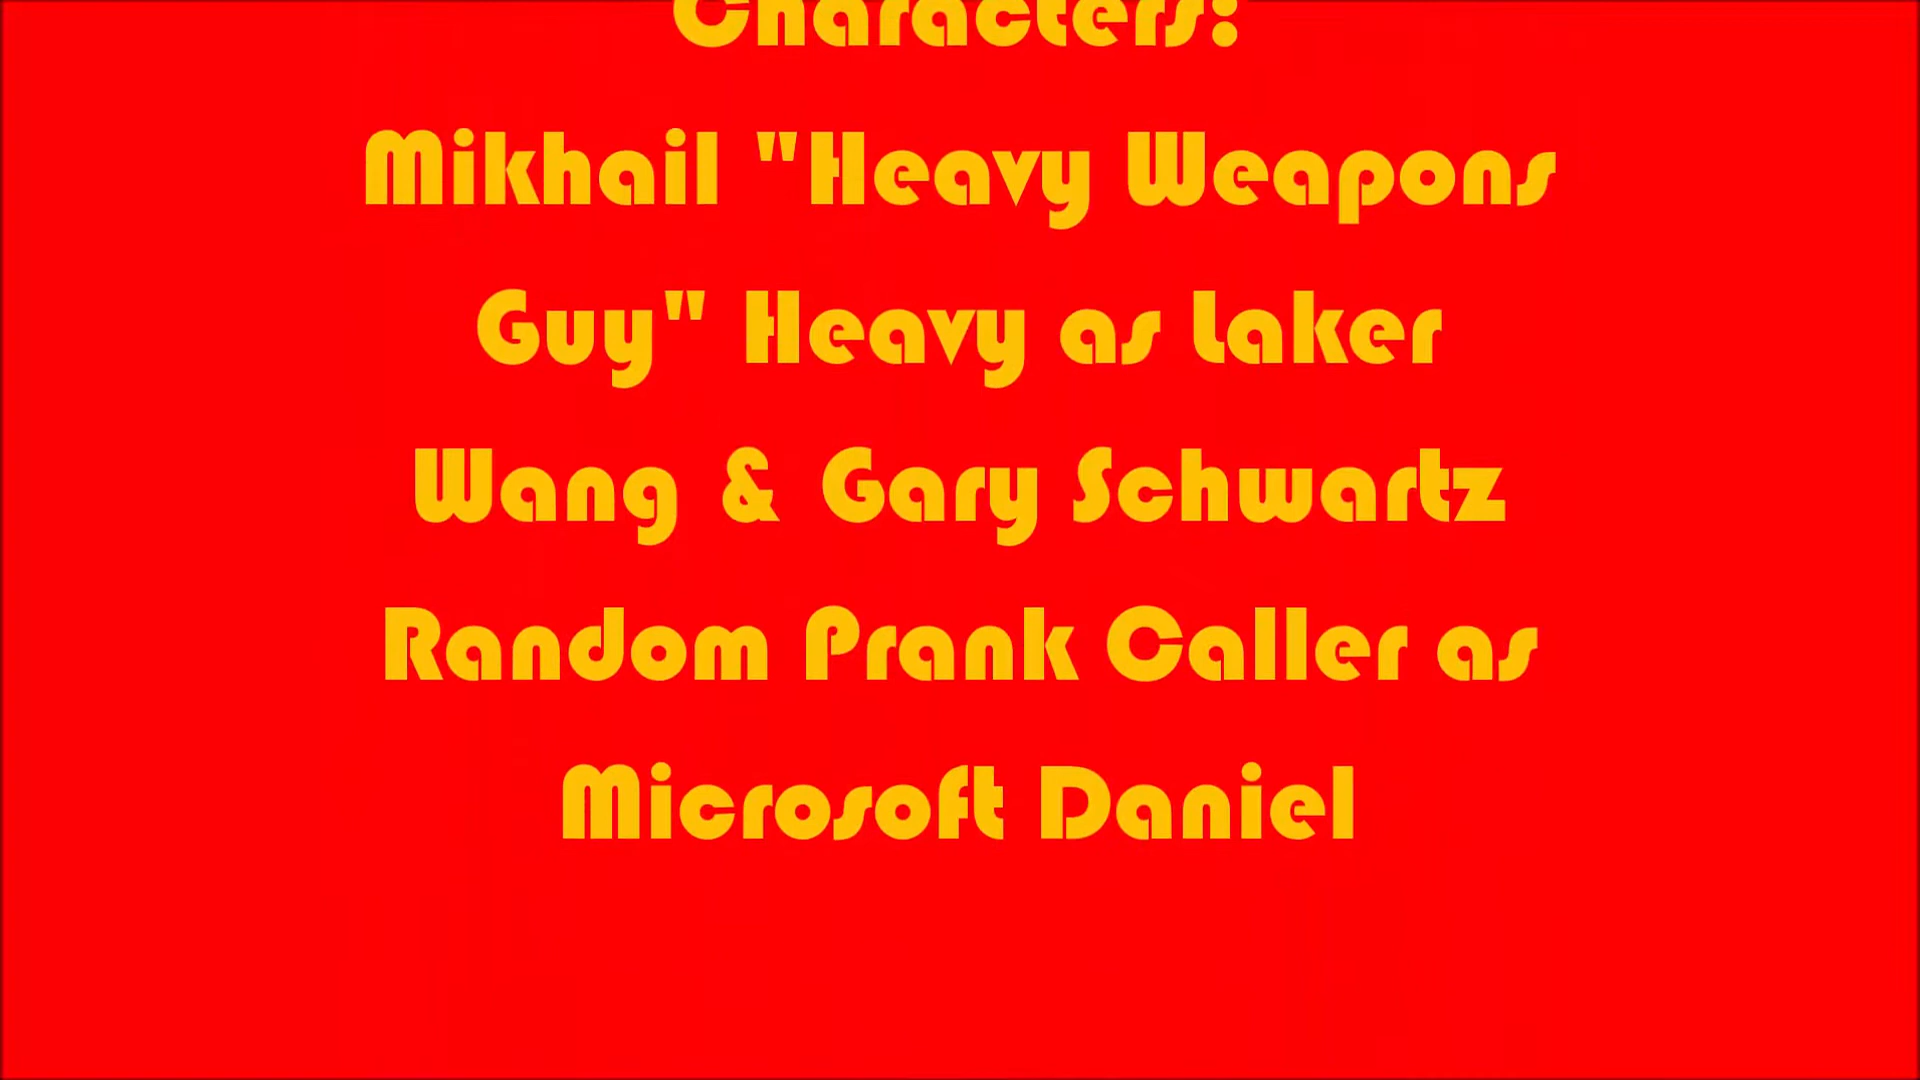 Characters:
Mikhail "Heavy Weapons
Guy" Heavy as Laker
Wang & Gary Schwartz
Random Prank Caller as
Microsoft Daniel